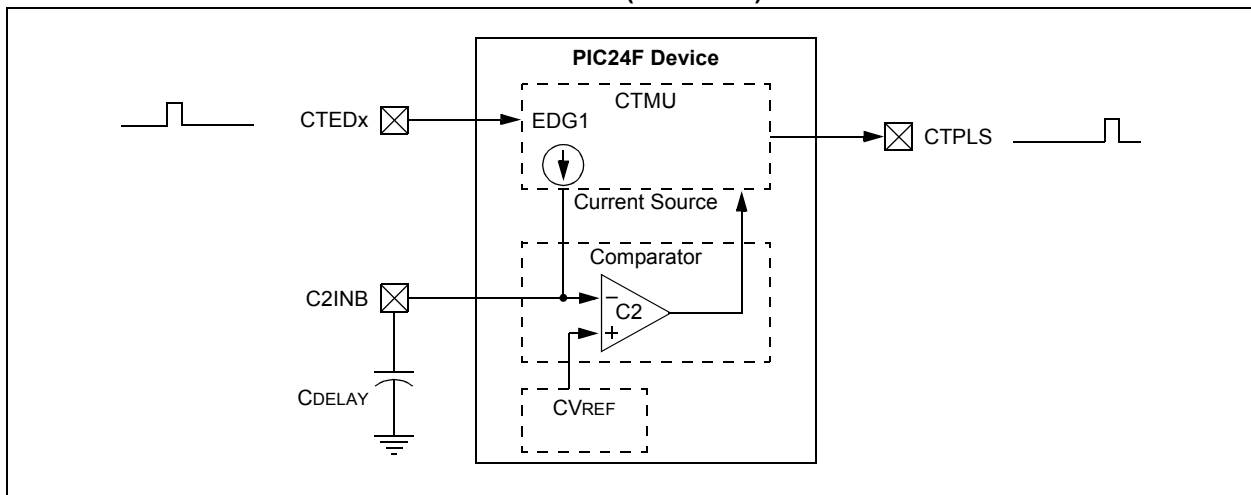 PIC24F Device
CTMU
CTEDx
EDG1
CTPLS
Current Source
Comparator
C2INB
−
C2
+
CDELAY
CVREF